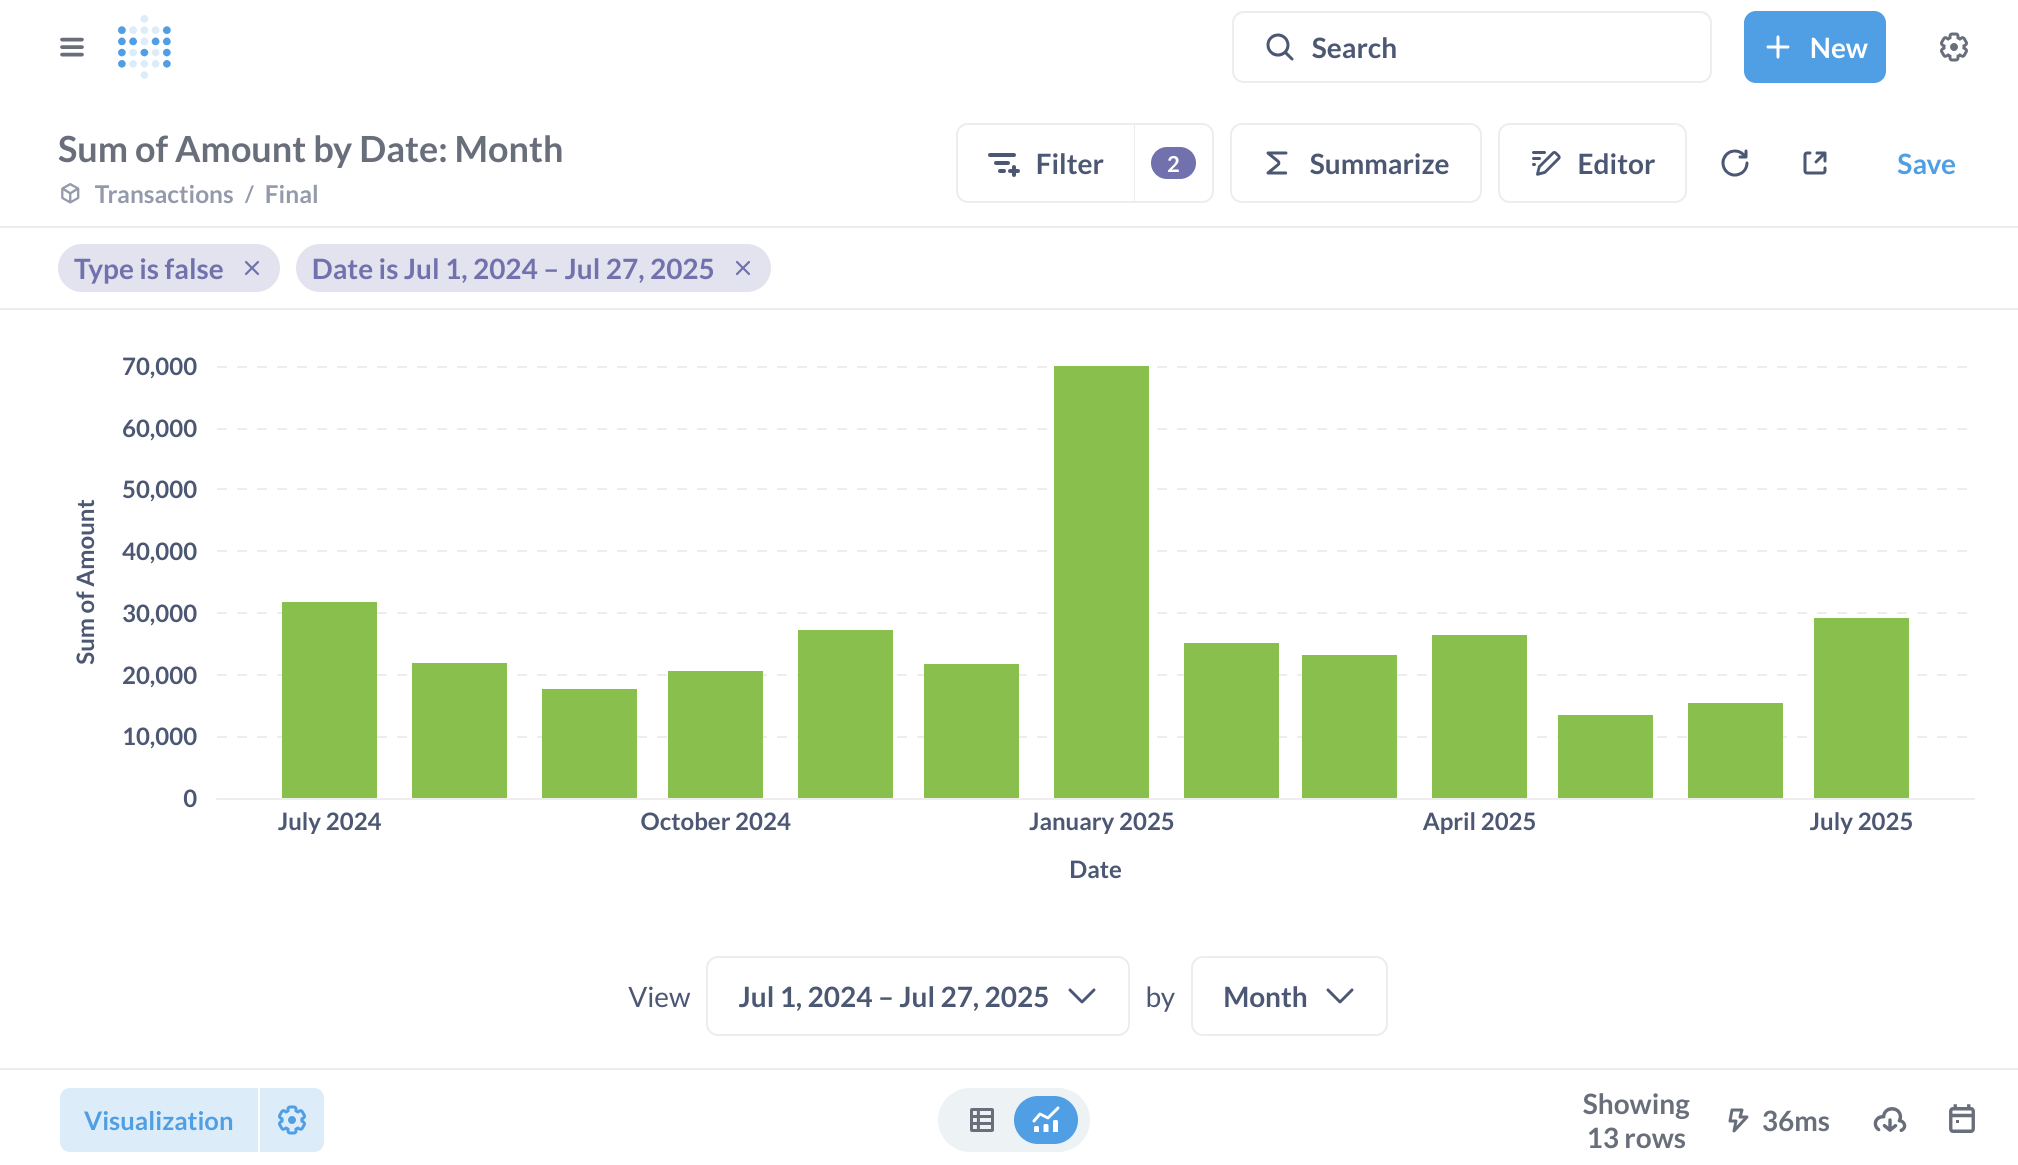 Search
New
Sum of Amount by Date: Month
Transactions / Final
Filter
2
Summarize
Editor
Save
Type is false
Date is Jul 1, 2024 – Jul 27, 2025
70,000
60,000
50,000
40,000
30,000
20,000
10,000
0
Sum of Amount
July 2024
October 2024
January 2025
April 2025
July 2025
Date
View
Jul 1, 2024 – Jul 27, 2025
by
Month
Visualization
Showing
13 rows
36ms